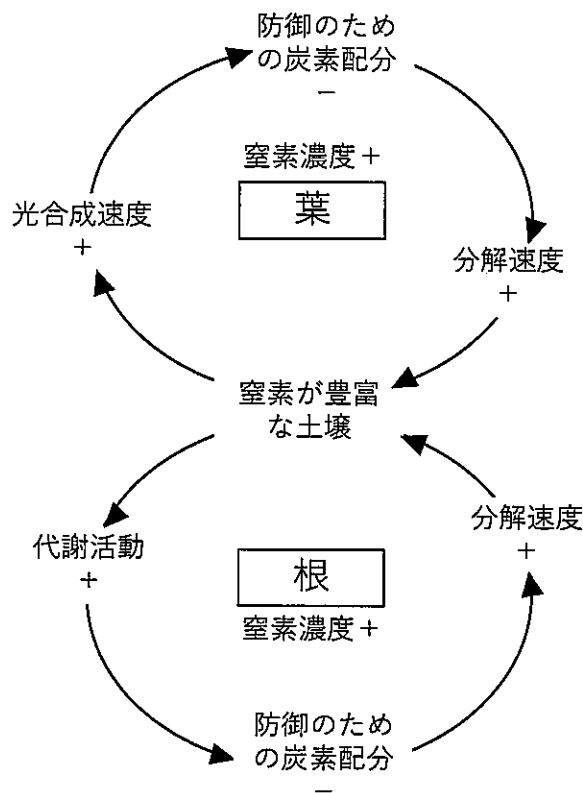 防御のため
の炭素配分
−
窒素濃度＋
葉
光合成速度
＋
分解速度
＋
窒素が豊富
な土壌
分解速度
＋
代謝活動
＋
根
窒素濃度＋
防御のため
の炭素配分
−